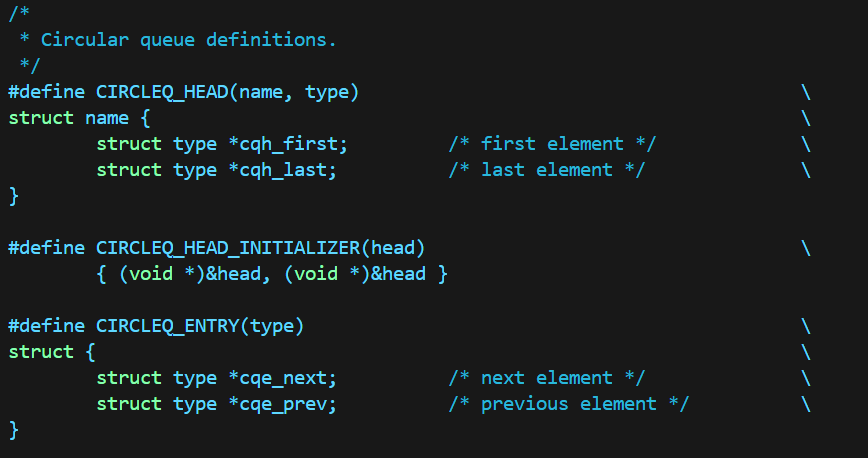 /*
 * Circular queue definitions.
 */
#define CIRCLEQ_HEAD(name, type)                                        \
struct name {                                                           \
        struct type *cqh_first;         /* first element */             \
        struct type *cqh_last;          /* last element */              \
}

#define CIRCLEQ_HEAD_INITIALIZER(head)                                  \
        { (void *)&head, (void *)&head }

#define CIRCLEQ_ENTRY(type)                                             \
struct {                                                                \
        struct type *cqe_next;          /* next element */              \
        struct type *cqe_prev;          /* previous element */          \
}